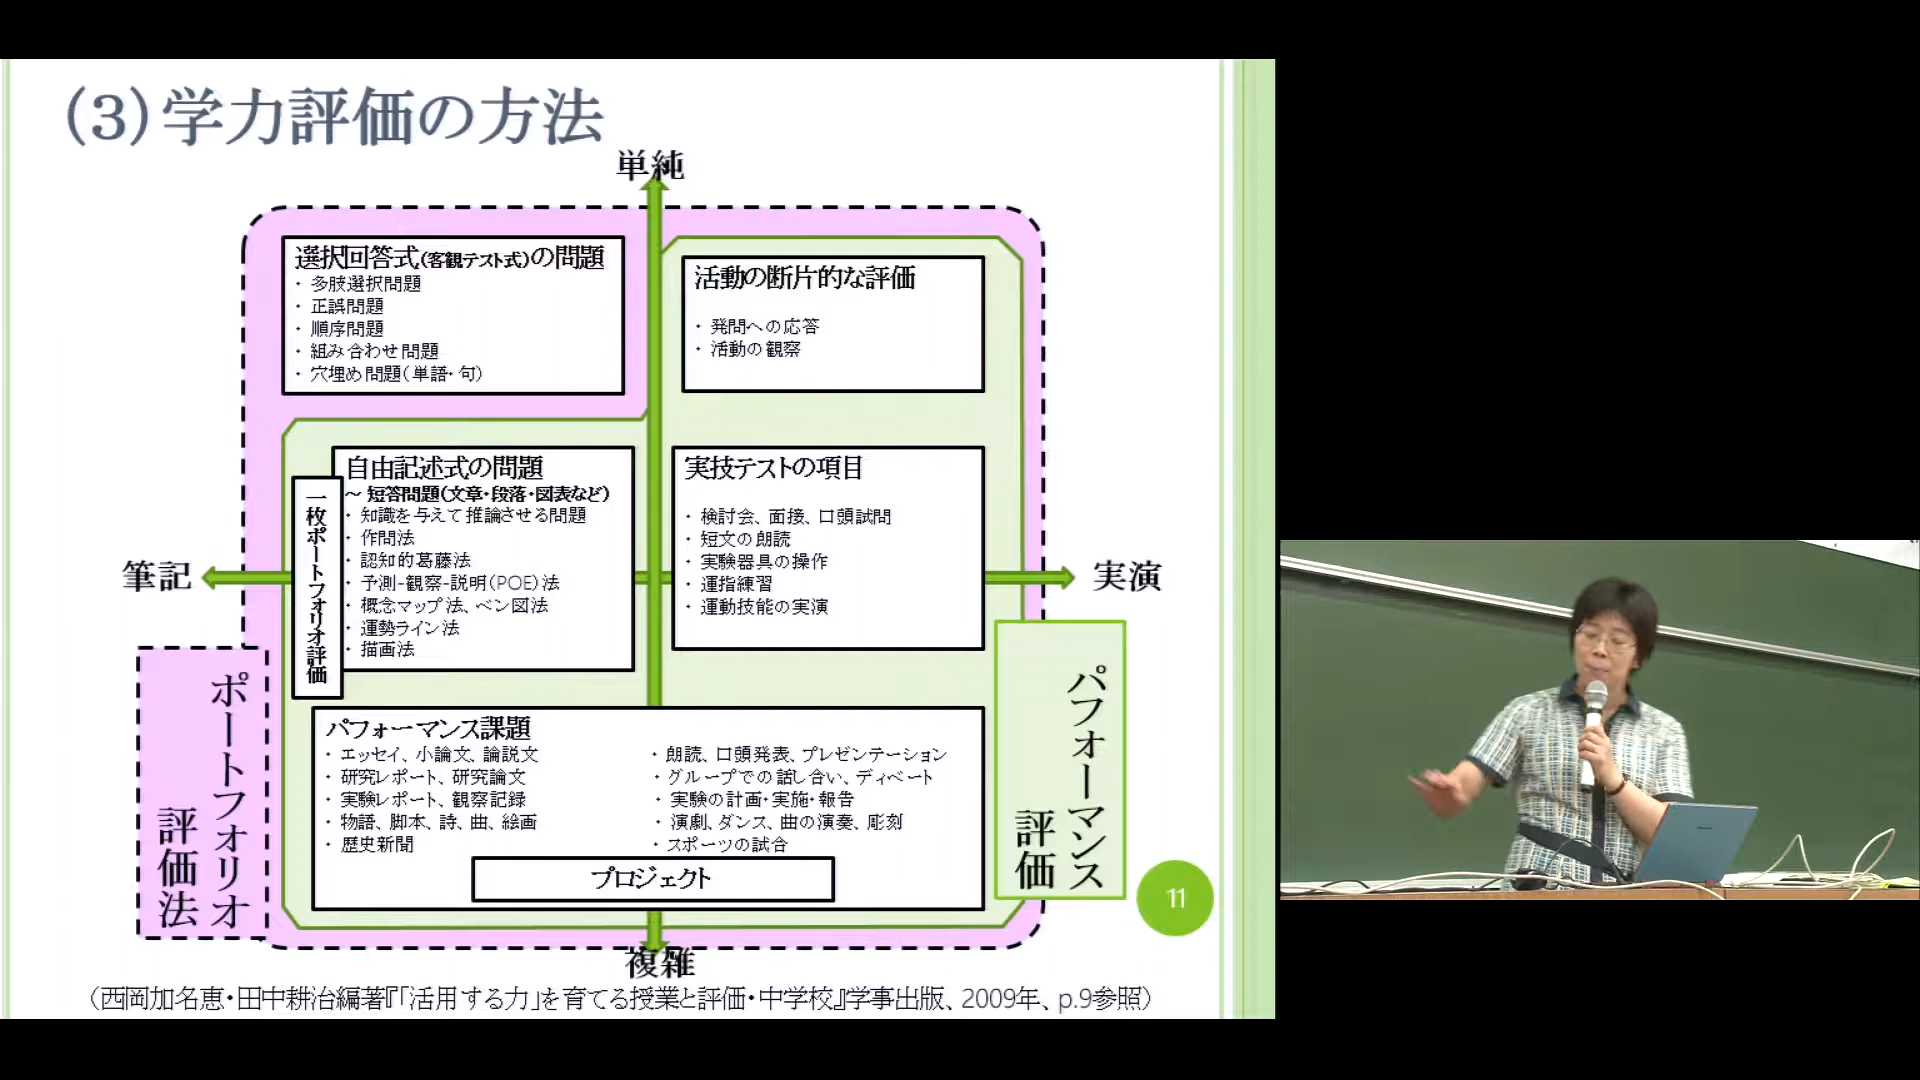 (3)学力評価の方法
単純
選択回答式(客観テスト式)の問題
・ 多肢選択問題
・ 正誤問題
・ 順序問題
・ 組み合わせ問題
・ 穴埋め問題(単語・句)
活動の断片的な評価
・ 発問への応答
・ 活動の観察
自由記述式の問題
～ 短答問題(文章・段落・図表など)
・ 知識を与えて推論させる問題
・ 作問法
・ 認知的葛藤法
・ 予測-観察-説明(POE)法
・ 概念マップ法、ベン図法
・ 運勢ライン法
・ 描画法
一枚ポートフォリオ評価
実技テストの項目
・ 検討会、面接、口頭試問
・ 短文の朗読
・ 実験器具の操作
・ 運指練習
・ 運動技能の実演
筆記
実演
パフォーマンス課題
・ エッセイ、小論文、論説文
・ 研究レポート、研究論文
・ 実験レポート、観察記録
・ 物語、脚本、詩、曲、絵画
・ 歴史新聞
・ 朗読、口頭発表、プレゼンテーション
・ グループでの話し合い、ディベート
・ 実験の計画・実施・報告
・ 演劇、ダンス、曲の演奏、彫刻
・ スポーツの試合
プロジェクト
ポートフォリオ
評価法
パフォーマンス
評価
11
複雑
(西岡加名恵・田中耕治編著『「活用する力」を育てる授業と評価・中学校』学事出版、2009年、p.9参照)